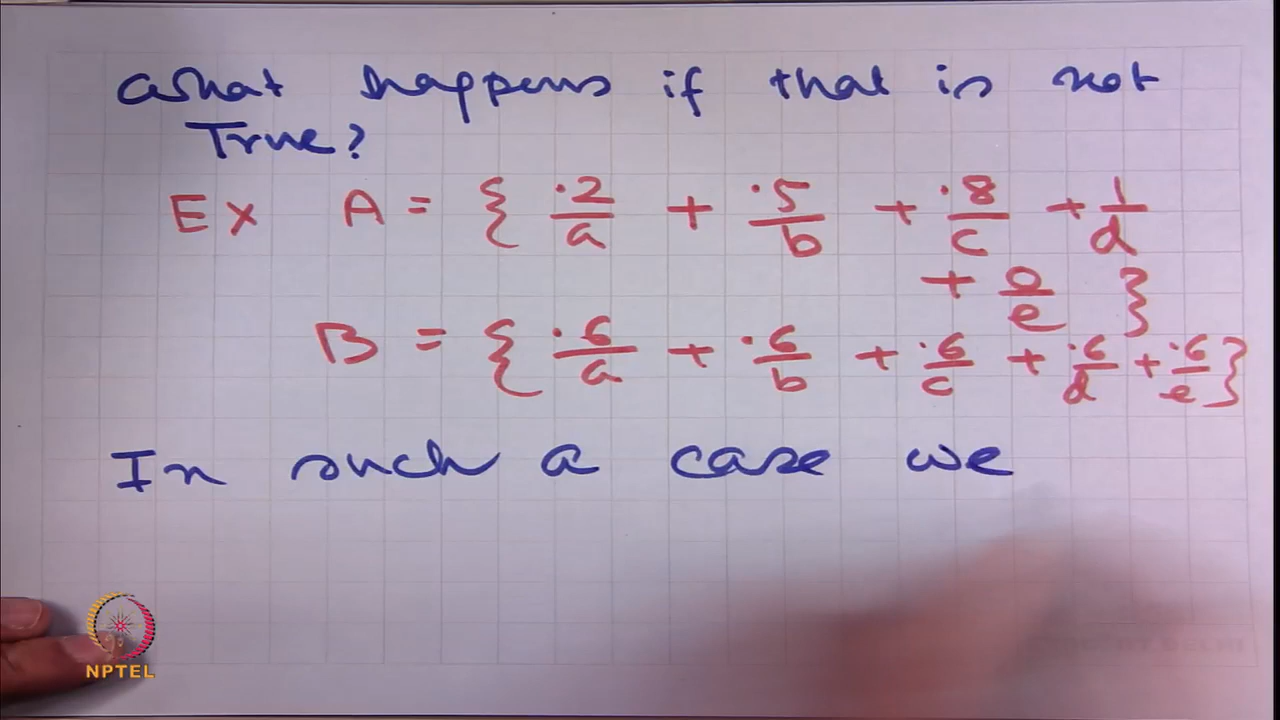 What happens if that is not
True?
Ex A = { .2/a + .5/b + .8/c + 1/d
+ 0/e }
B = { .6/a + .6/b + .6/c + .6/d + .6/e }
In such a case we
NPTEL